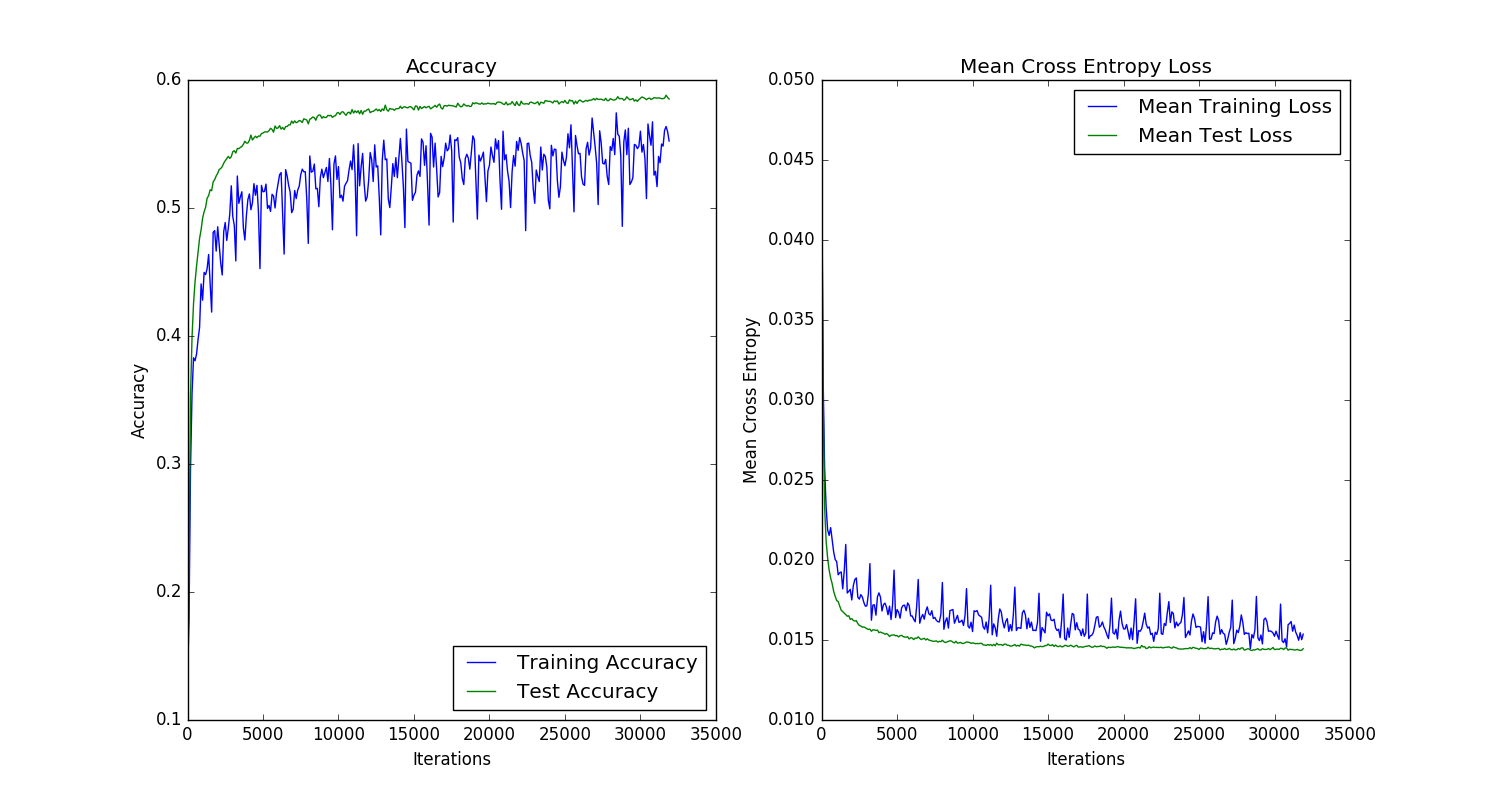 Accuracy
0.6
0.5
0.4
0.3
0.2
0.1
Accuracy
Training Accuracy
Test Accuracy
0 5000 10000 15000 20000 25000 30000 35000
Iterations
Mean Cross Entropy Loss
0.050
0.045
0.040
0.035
0.030
0.025
0.020
0.015
0.010
Mean Cross Entropy
Mean Training Loss
Mean Test Loss
0 5000 10000 15000 20000 25000 30000 35000
Iterations